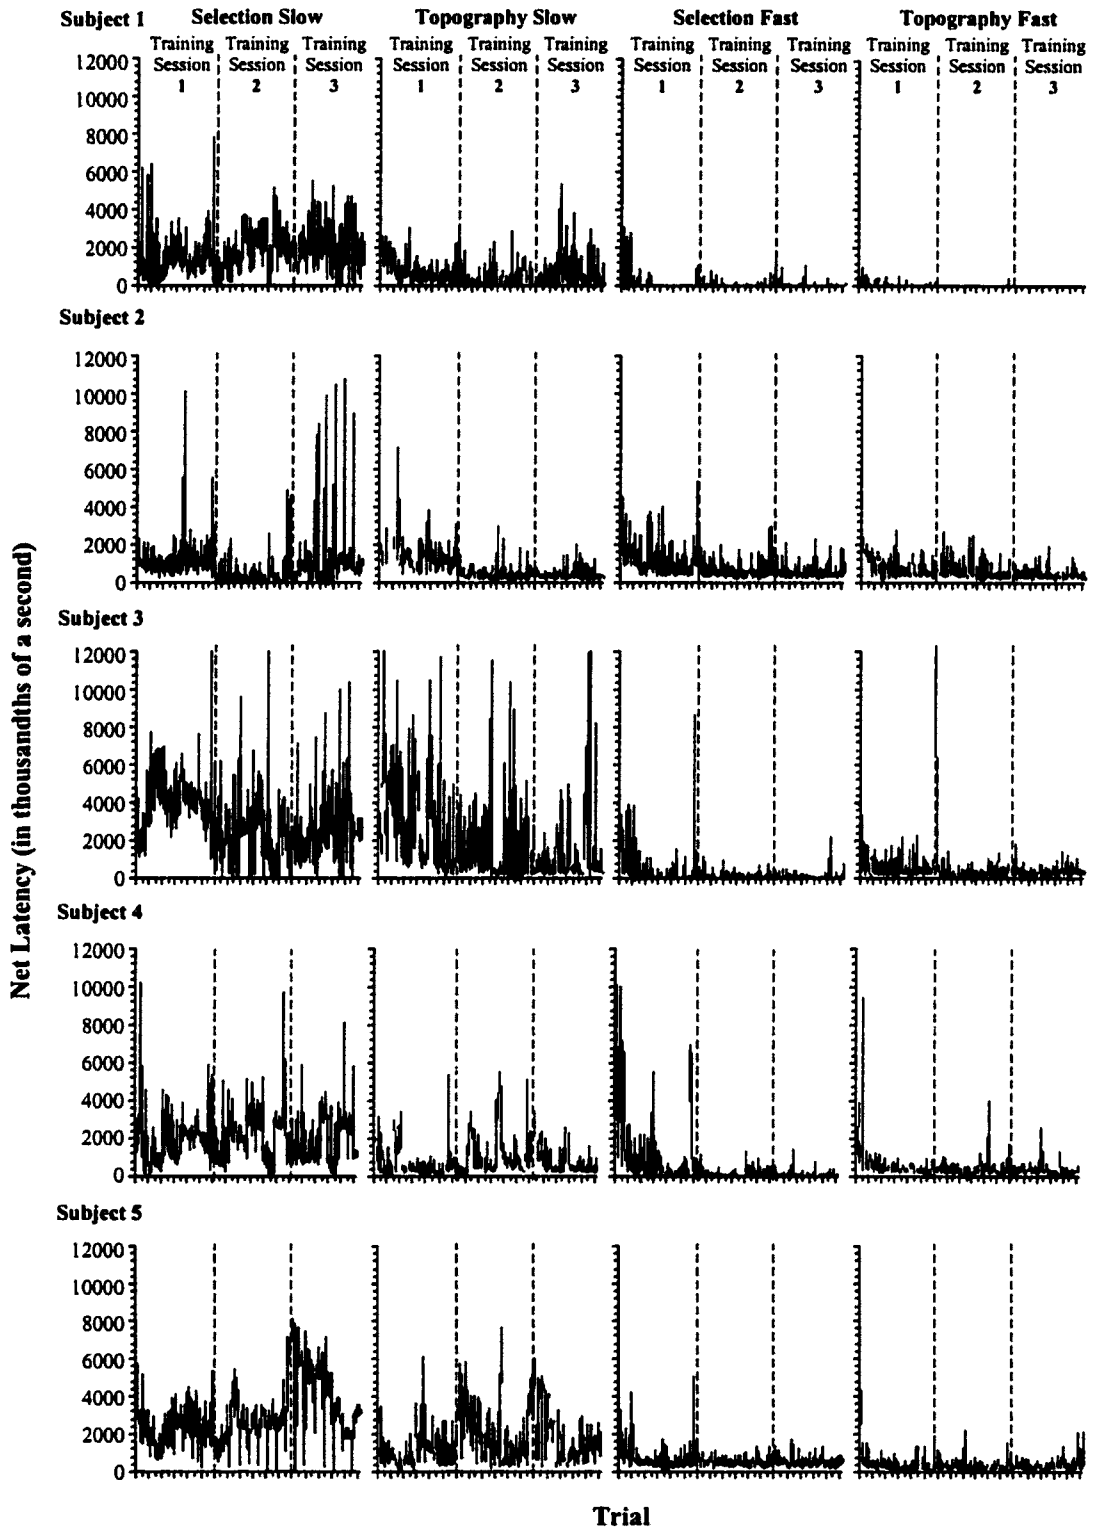 Subject 1
Selection Slow
Topography Slow
Selection Fast
Topography Fast
Training Training Training Training Training Training Training Training Training Training Training Training
Session Session Session Session Session Session Session Session Session Session Session Session
1 2 3 1 2 3 1 2 3 1 2 3
12000
10000
8000
6000
4000
2000
0
Subject 2
12000
10000
8000
6000
4000
2000
0
Subject 3
12000
10000
8000
6000
4000
2000
0
Subject 4
12000
10000
8000
6000
4000
2000
0
Subject 5
12000
10000
8000
6000
4000
2000
0
Net Latency (in thousandths of a second)
Trial